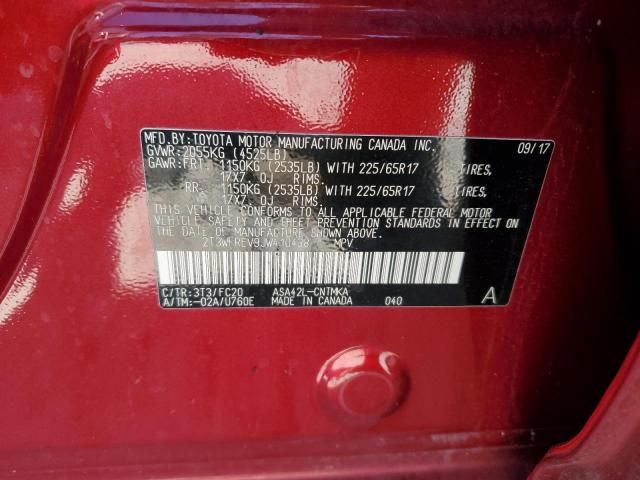 MFD.BY:TOYOTA MOTOR MANUFACTURING CANADA INC. 09/17
GVWR:2055KG (4525LB)
GAWR:FRT. 1150KG (2535LB) WITH 225/65R17 TIRES,
17X7.0J RIMS.
RR. 1150KG (2535LB) WITH 225/65R17 TIRES,
17X7.0J RIMS.
THIS VEHICLE CONFORMS TO ALL APPLICABLE FEDERAL MOTOR
VEHICLE SAFETY AND THEFT PREVENTION STANDARDS IN EFFECT ON
THE DATE OF MANUFACTURE SHOWN ABOVE.
MPV
C/TR:3T3/FC20 ASA42L-CNTMKA A
A/TM:-02A/U760E MADE IN CANADA 040